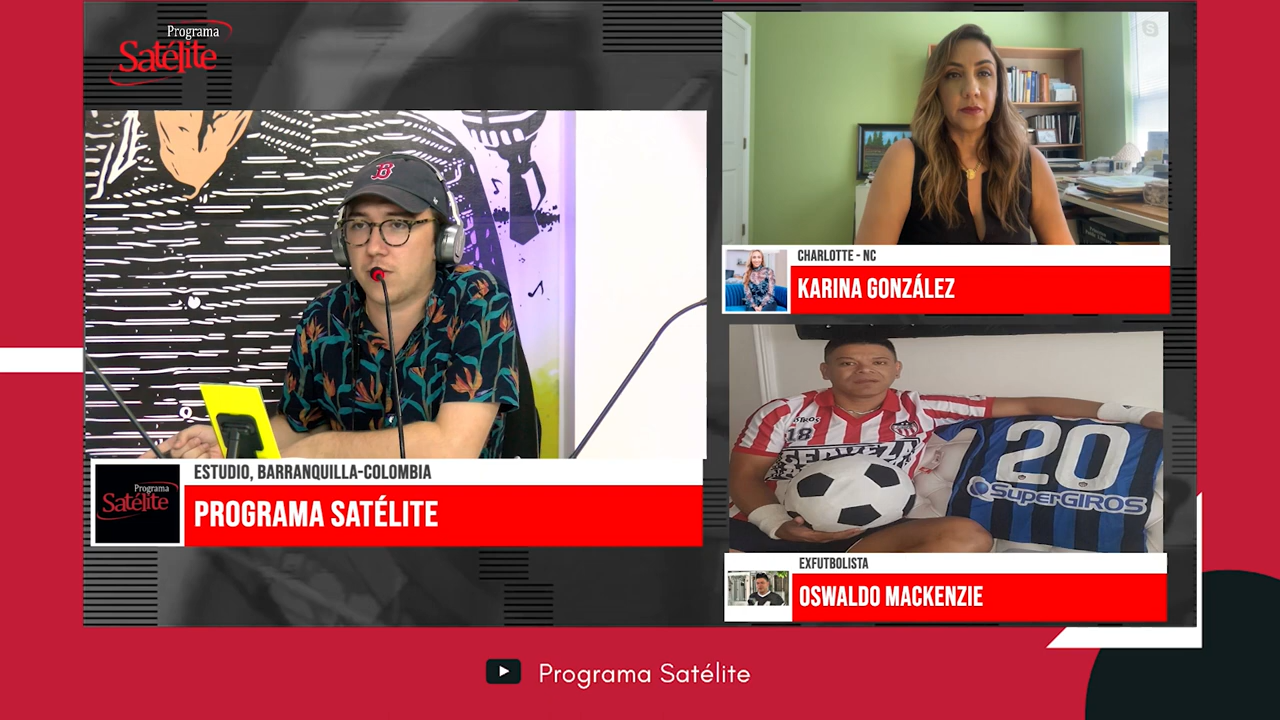 Programa
Satélite
B
ESTUDIO, BARRANQUILLA-COLOMBIA
Programa
Satélite
PROGRAMA SATÉLITE
CHARLOTTE - NC
KARINA GONZÁLEZ
18
20
SUPERGIROS
EXFUTBOLISTA
OSWALDO MACKENZIE
Programa Satélite